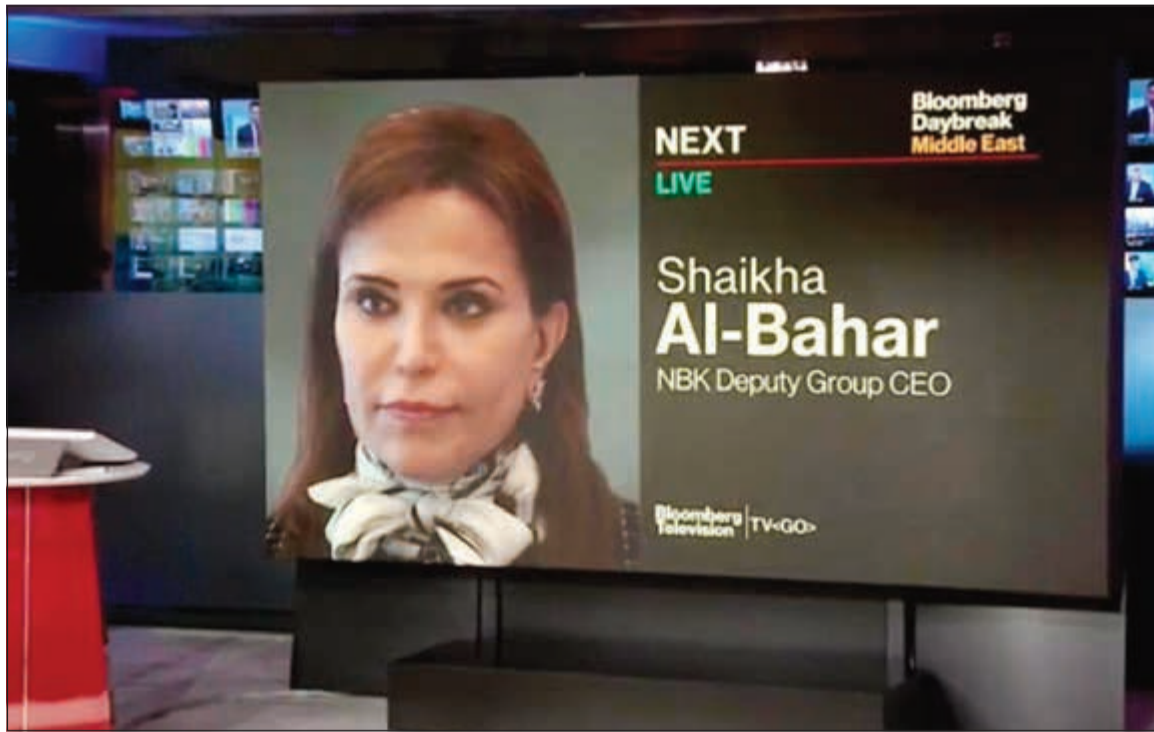 NEXT
Bloomberg
Daybreak
Middle East
LIVE
Shaikha
Al-Bahar
NBK Deputy Group CEO
Bloomberg
Television
TV<GO>